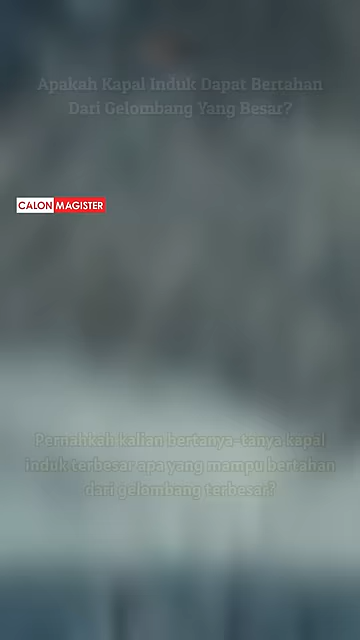 Apakah Kapal Induk Dapat Bertahan
Dari Gelombang Yang Besar?
CALON MAGISTER
Pernahkah kalian bertanya-tanya kapal
induk terbesar apa yang mampu bertahan
dari gelombang terbesar?